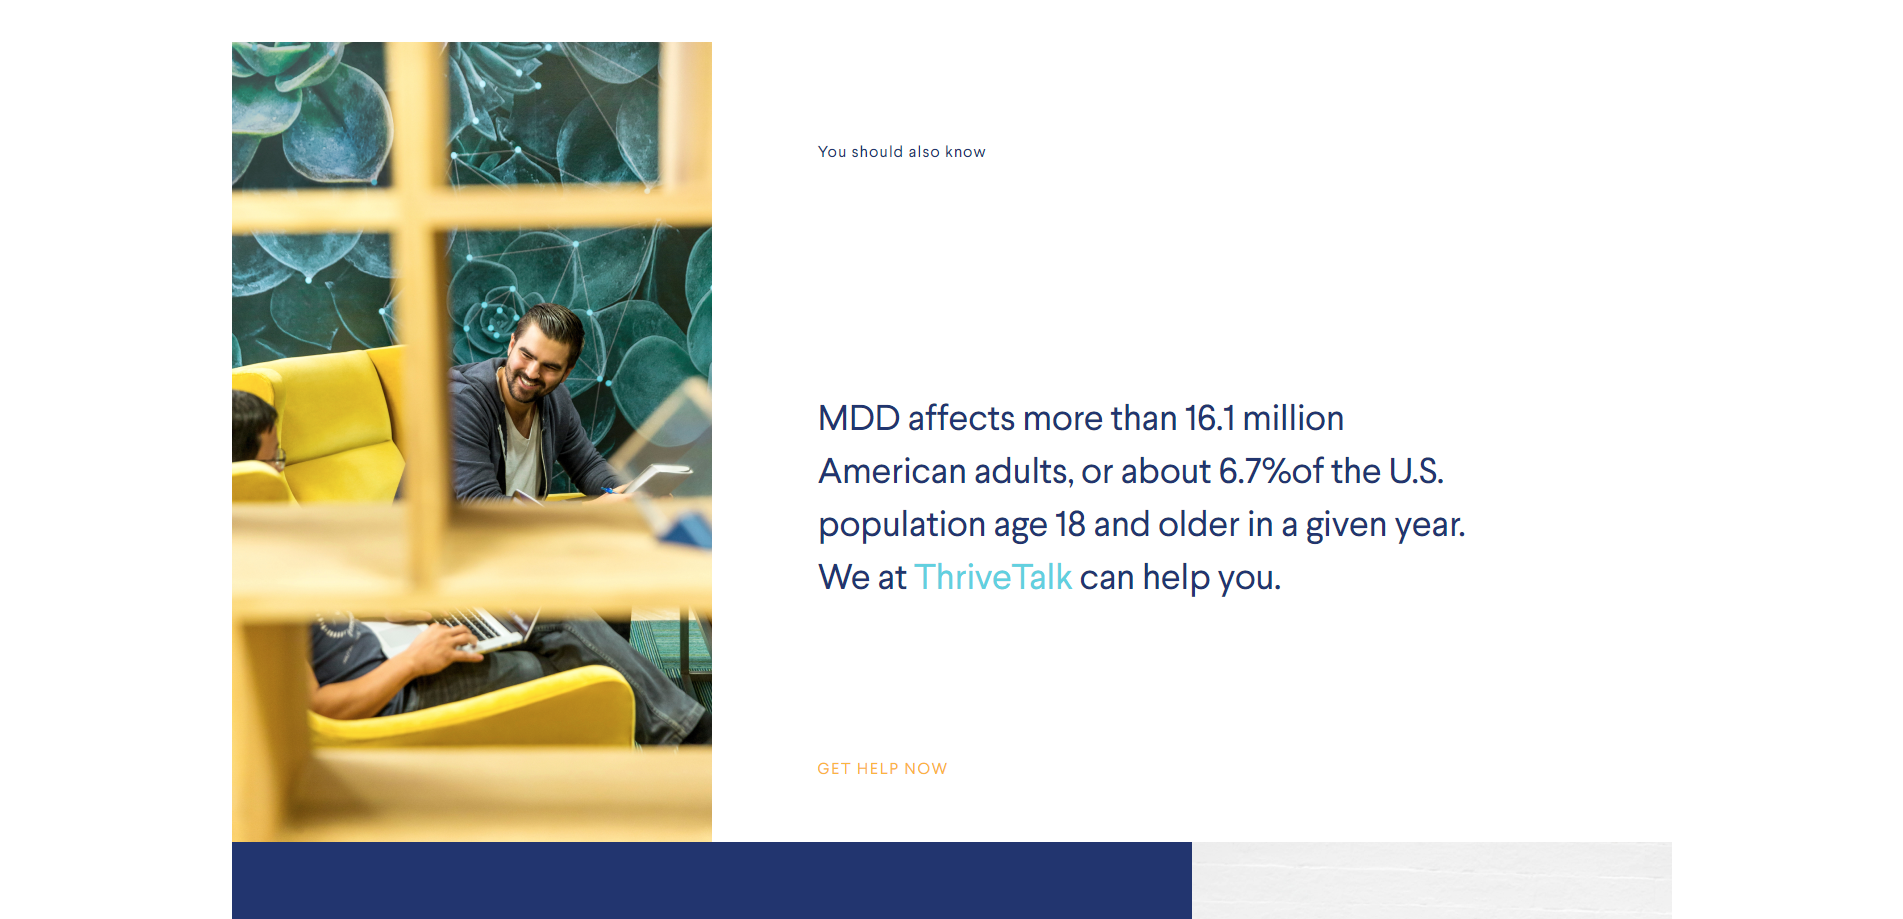 You should also know
MDD affects more than 16.1 million
American adults, or about 6.7%of the U.S.
population age 18 and older in a given year.
We at ThriveTalk can help you.
GET HELP NOW